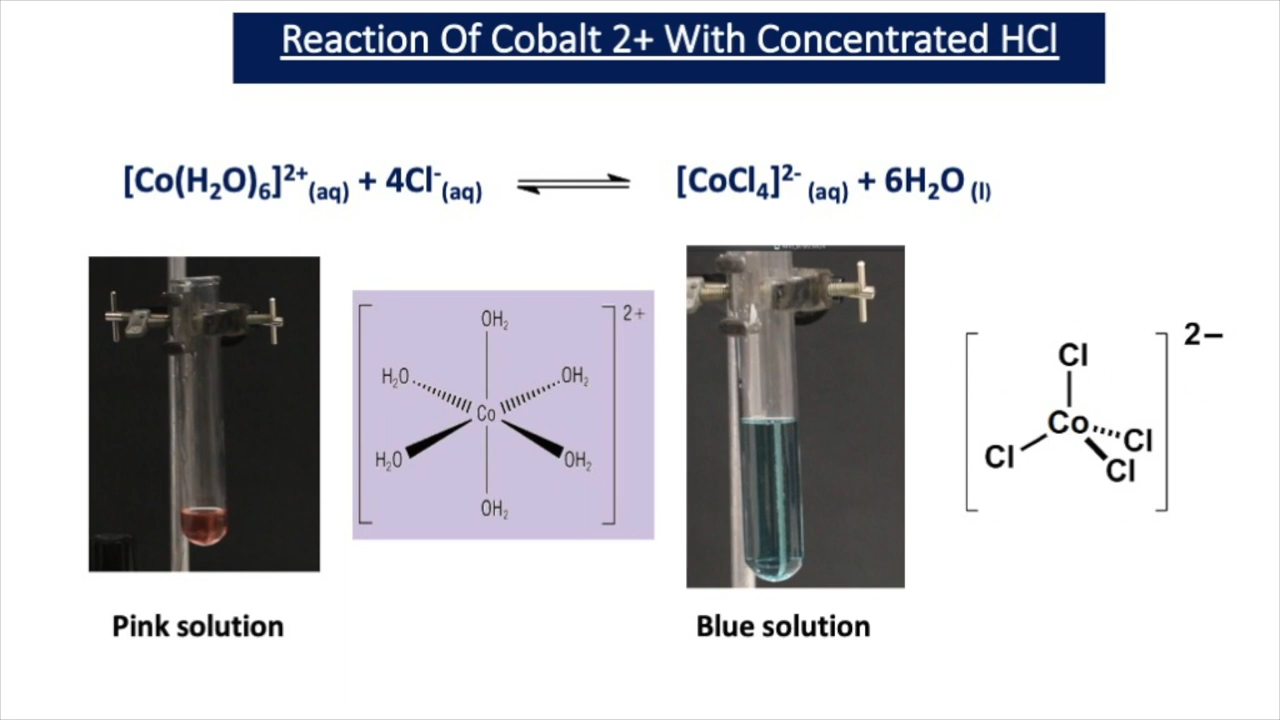 Reaction Of Cobalt 2+ With Concentrated HCl
[Co(H₂O)₆]²⁺(aq) + 4Cl⁻(aq) ⇌ [CoCl₄]²⁻ (aq) + 6H₂O (l)
OH₂ 2+
H₂O OH₂
Co
H₂O OH₂
OH₂
2−
Cl
Co
Cl Cl
Cl
Pink solution
Blue solution